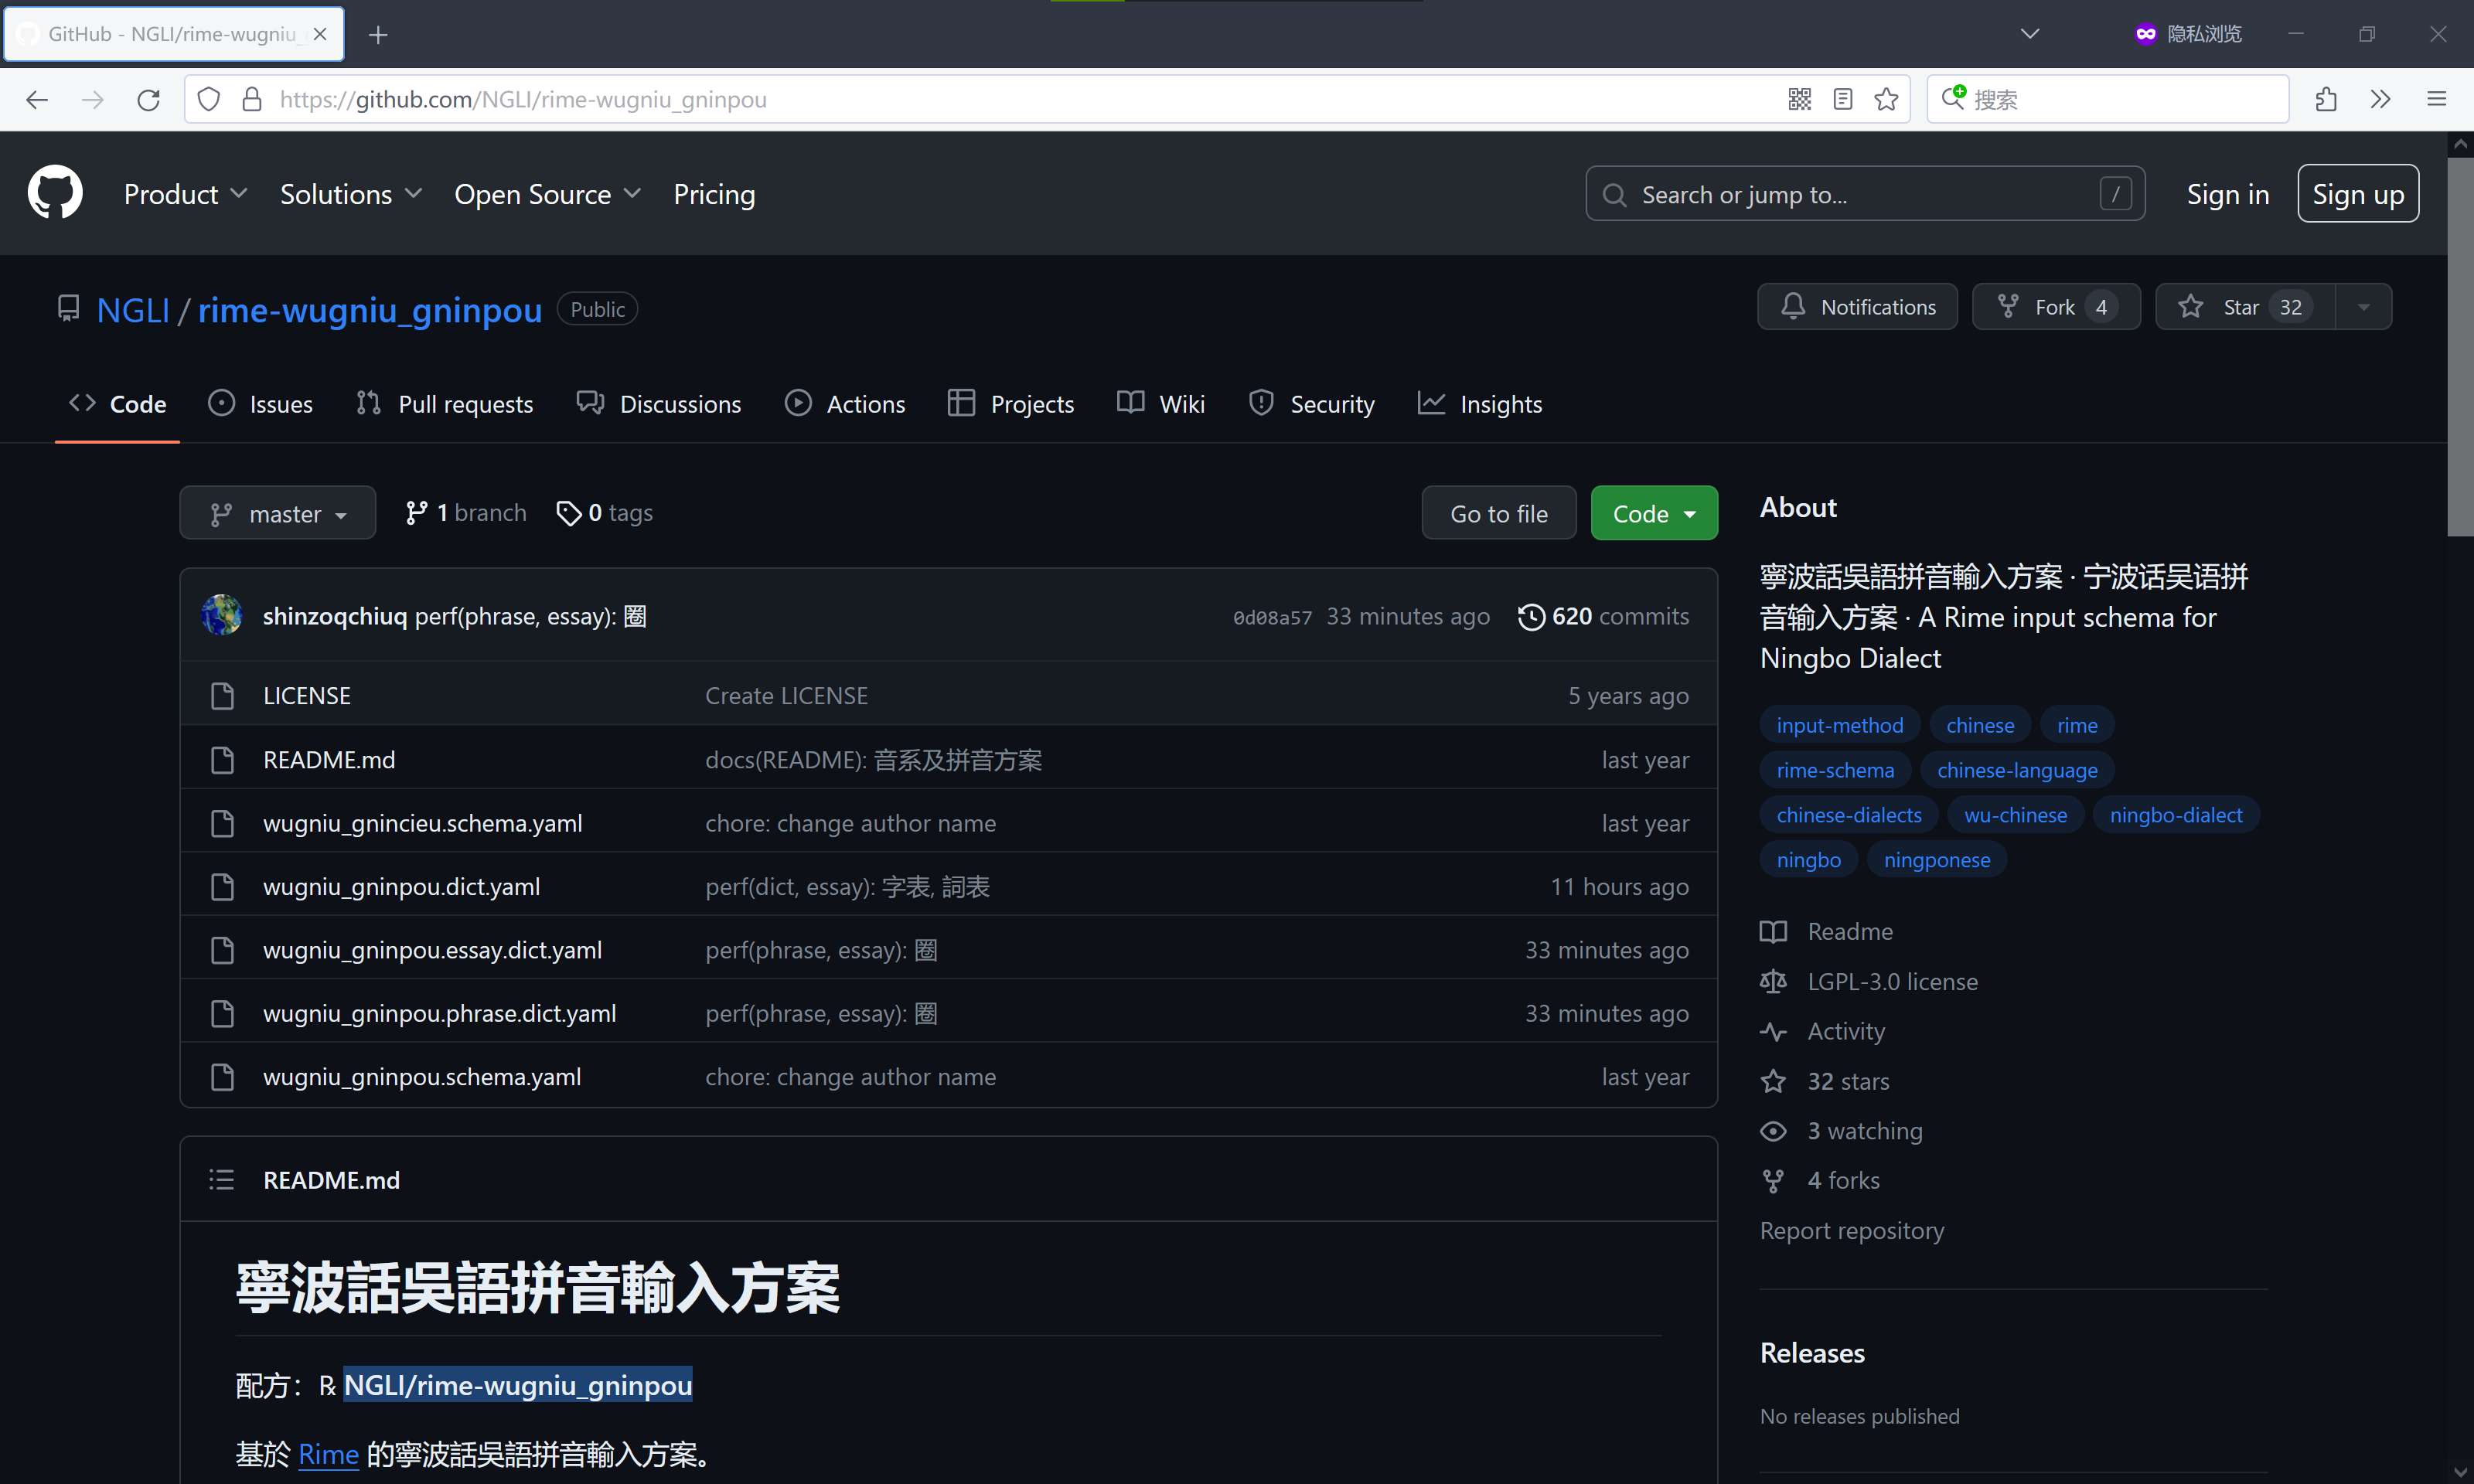 GitHub - NGLI/rime-wugniu_
隐私浏览
https://github.com/NGLI/rime-wugniu_gninpou
搜索
Product Solutions Open Source Pricing
Search or jump to... /
Sign in Sign up
NGLI / rime-wugniu_gninpou Public
Notifications Fork 4 Star 32
Code Issues Pull requests Discussions Actions Projects Wiki Security Insights
master 1 branch 0 tags Go to file Code
shinzoqchiuq perf(phrase, essay): 圈 0d08a57 33 minutes ago 620 commits
LICENSE Create LICENSE 5 years ago
README.md docs(README): 音系及拼音方案 last year
wugniu_gnincieu.schema.yaml chore: change author name last year
wugniu_gninpou.dict.yaml perf(dict, essay): 字表, 詞表 11 hours ago
wugniu_gninpou.essay.dict.yaml perf(phrase, essay): 圈 33 minutes ago
wugniu_gninpou.phrase.dict.yaml perf(phrase, essay): 圈 33 minutes ago
wugniu_gninpou.schema.yaml chore: change author name last year
README.md
寧波話吳語拼音輸入方案
配方：℞ NGLI/rime-wugniu_gninpou
基於 Rime 的寧波話吳語拼音輸入方案。
About
寧波話吳語拼音輸入方案 · 宁波话吴语拼
音输入方案 · A Rime input schema for
Ningbo Dialect
input-method chinese rime
rime-schema chinese-language
chinese-dialects wu-chinese ningbo-dialect
ningbo ningponese
Readme
LGPL-3.0 license
Activity
32 stars
3 watching
4 forks
Report repository
Releases
No releases published